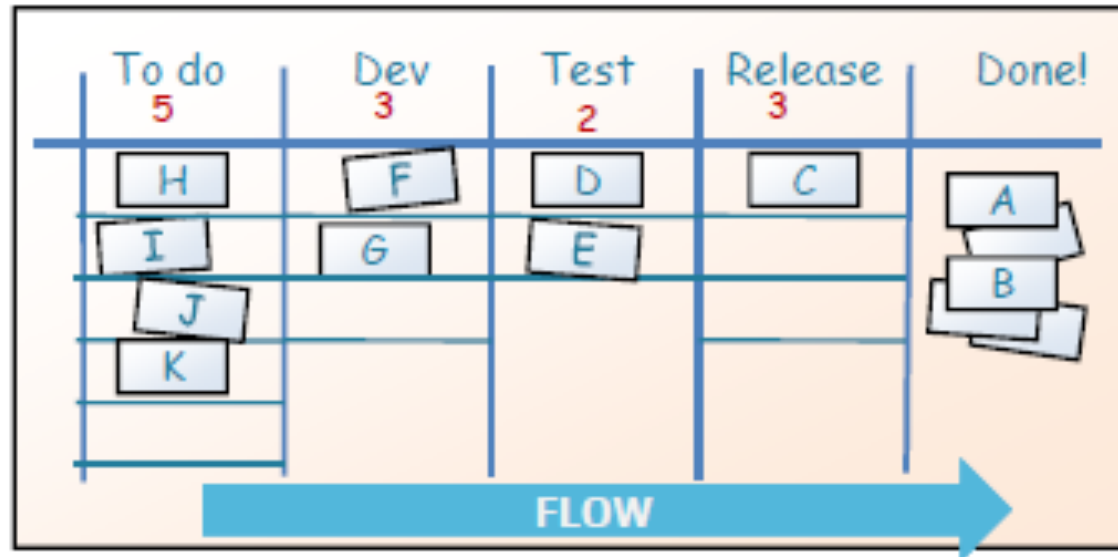 To do Dev Test Release Done!
5 3 2 3
H F D C A
I G E
J B
K
FLOW